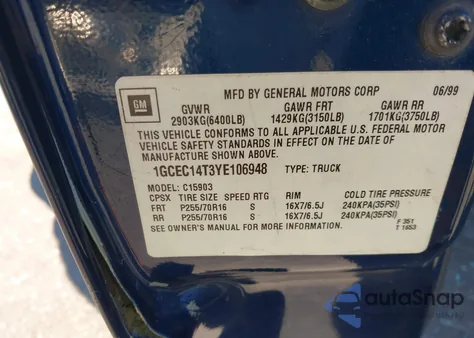 MFD. BY GENERAL MOTORS CORP 06/99
GM
GVWR GAWR FRT GAWR RR
2903KG(6400LB) 1429KG(3150LB) 1701KG(3750LB)
THIS VEHICLE CONFORMS TO ALL APPLICABLE U.S. FEDERAL MOTOR
VEHICLE SAFETY STANDARDS IN EFFECT ON THE DATE OF
MANUFACTURE SHOWN ABOVE.
1GCEC14T3YE106948 TYPE: TRUCK
MODEL: C15903
CPSX TIRE SIZE SPEED RTG RIM COLD TIRE PRESSURE
FRT P255/70R16 S 16X7/6.5J 240KPA(35PSI)
RR P255/70R16 S 16X7/6.5J 240KPA(35PSI)
SEE OWNER'S MANUAL FOR MORE INFORMATION.
F 351
T 1653
autoSnap